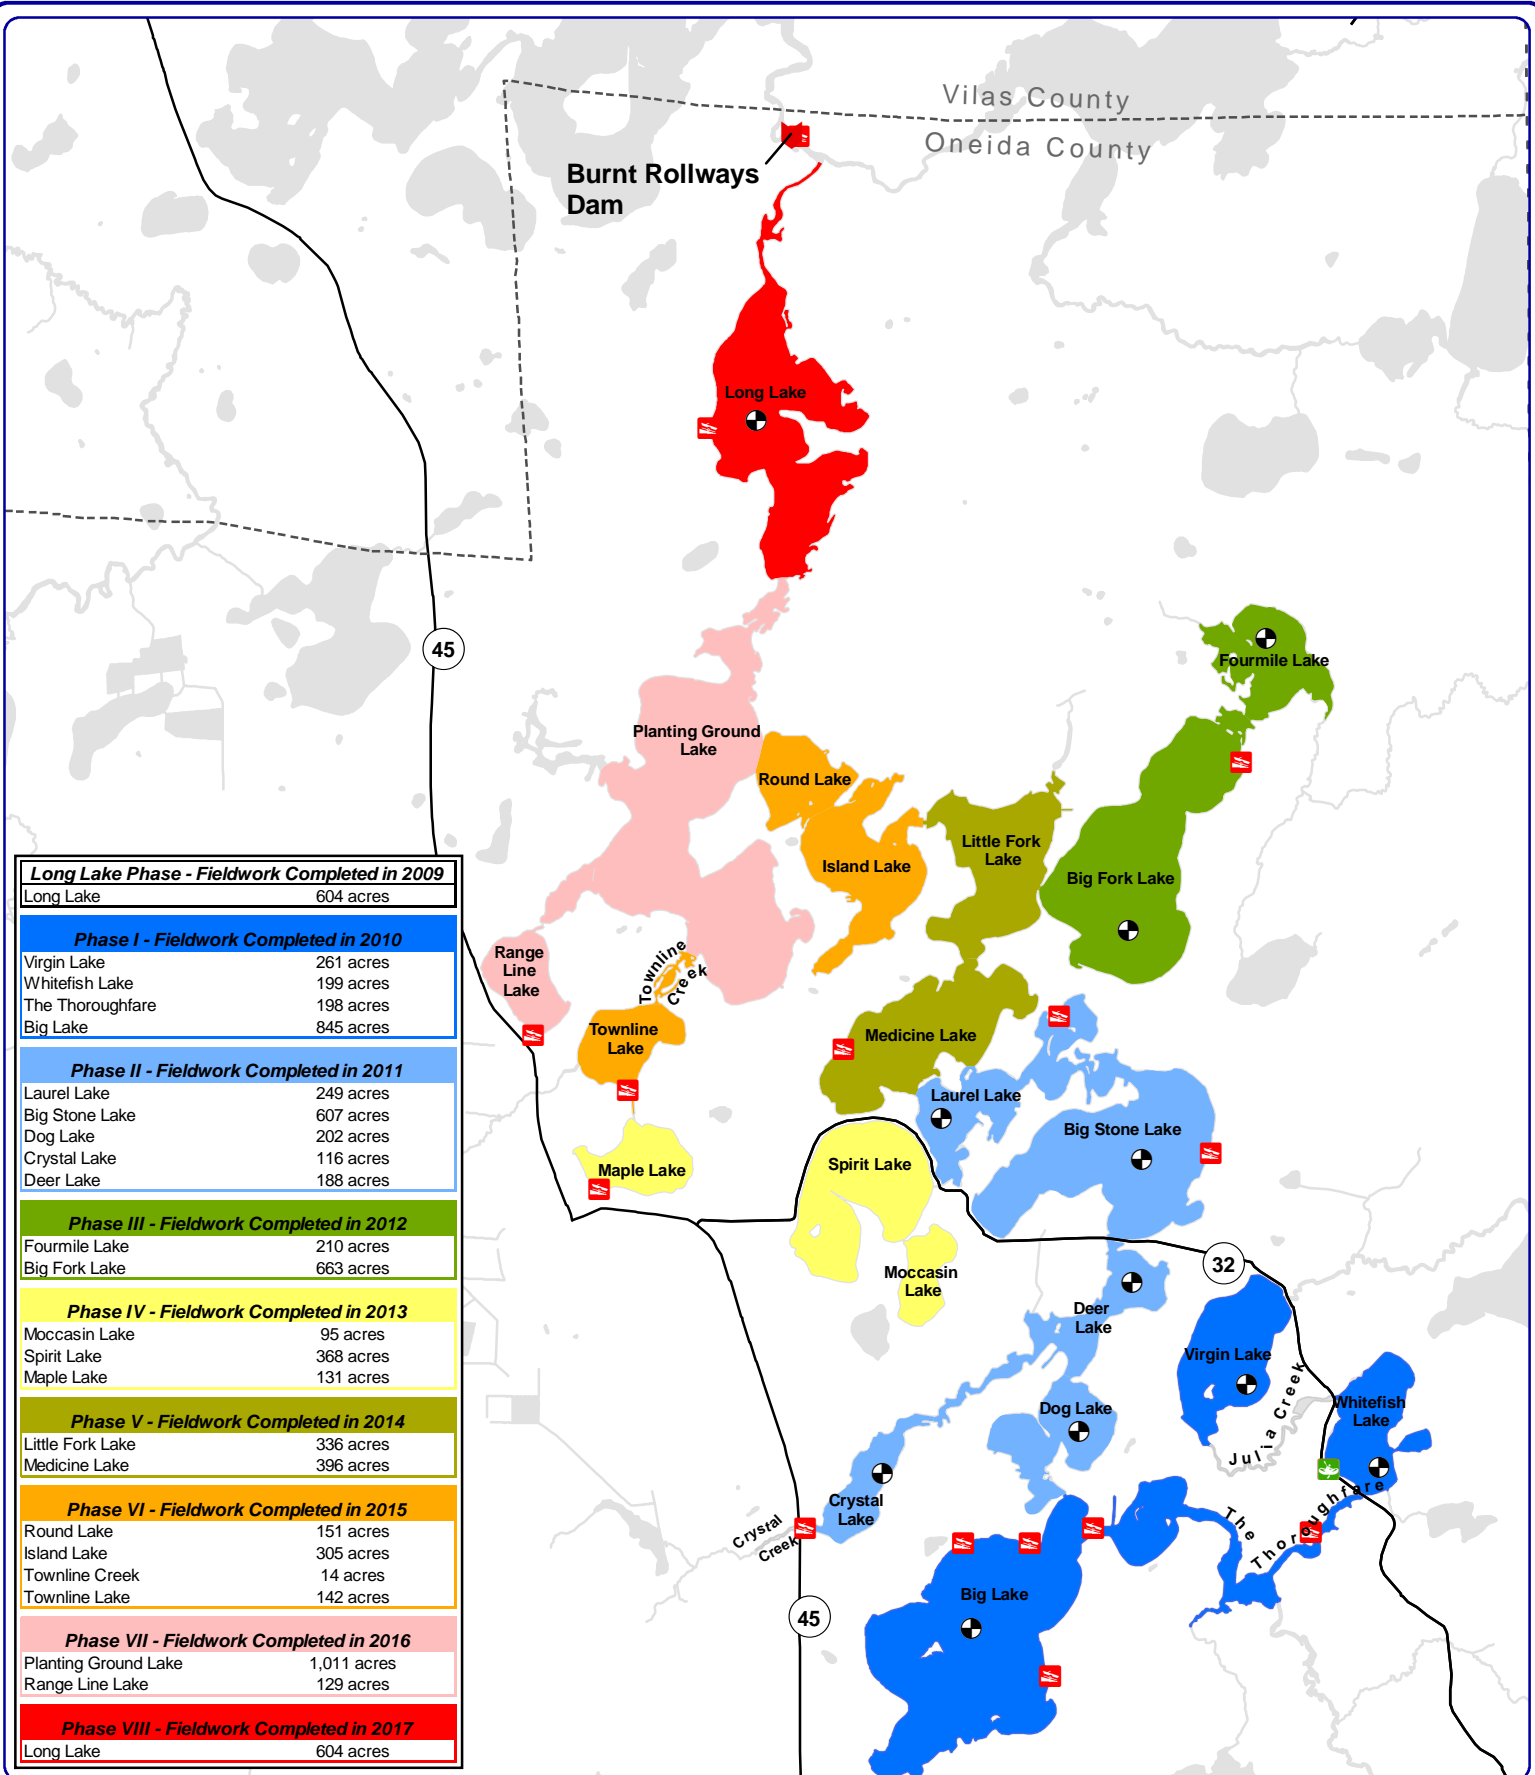 Vilas County
Oneida County
Burnt Rollways
Dam
Long Lake
45
Fourmile Lake
Planting Ground
Lake
Round Lake
Little Fork
Lake
Island Lake
Big Fork Lake
Range
Line
Lake
Townline
Creek
Townline
Lake
Medicine Lake
Laurel Lake
Big Stone Lake
Maple Lake
Spirit Lake
Moccasin
Lake
32
Deer
Lake
Virgin Lake
Julia Creek
Whitefish
Lake
Dog Lake
Crystal
Lake
Crystal
Creek
The
Thoroughfare
Big Lake
45
Long Lake Phase - Fieldwork Completed in 2009
Long Lake 604 acres
Phase I - Fieldwork Completed in 2010
Virgin Lake 261 acres
Whitefish Lake 199 acres
The Thoroughfare 198 acres
Big Lake 845 acres
Phase II - Fieldwork Completed in 2011
Laurel Lake 249 acres
Big Stone Lake 607 acres
Dog Lake 202 acres
Crystal Lake 116 acres
Deer Lake 188 acres
Phase III - Fieldwork Completed in 2012
Fourmile Lake 210 acres
Big Fork Lake 663 acres
Phase IV - Fieldwork Completed in 2013
Moccasin Lake 95 acres
Spirit Lake 368 acres
Maple Lake 131 acres
Phase V - Fieldwork Completed in 2014
Little Fork Lake 336 acres
Medicine Lake 396 acres
Phase VI - Fieldwork Completed in 2015
Round Lake 151 acres
Island Lake 305 acres
Townline Creek 14 acres
Townline Lake 142 acres
Phase VII - Fieldwork Completed in 2016
Planting Ground Lake 1,011 acres
Range Line Lake 129 acres
Phase VIII - Fieldwork Completed in 2017
Long Lake 604 acres